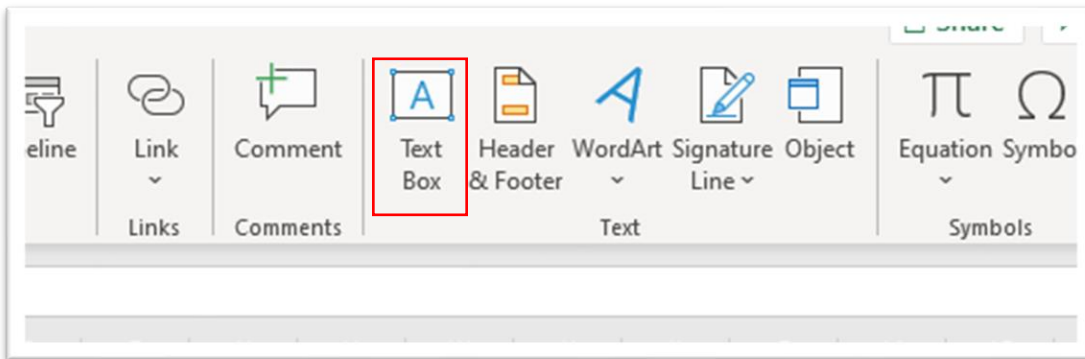 Share
eline
Link
Comment
Text
Box
Header
& Footer
WordArt
Signature
Line
Object
Equation
Symbo
Links
Comments
Text
Symbols